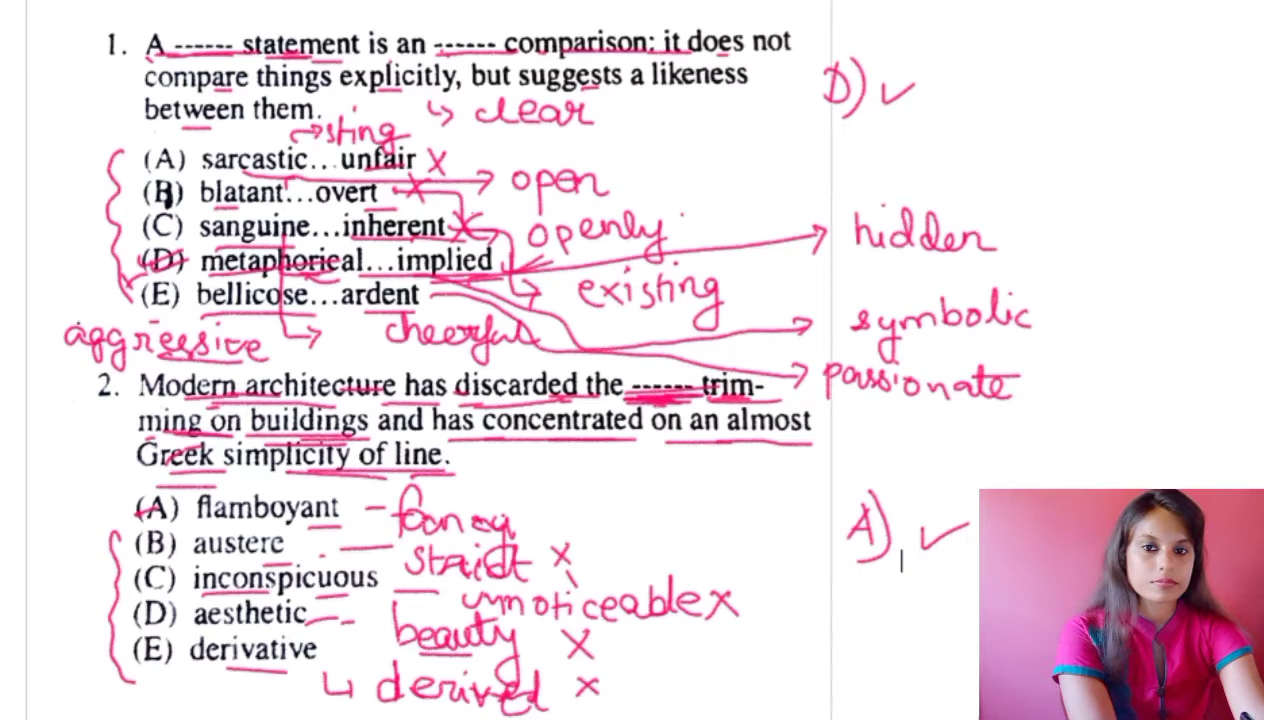 1. A ------ statement is an ------ comparison: it does not
compare things explicitly, but suggests a likeness
between them.
↳ clear
D) ✓
→ sting
(A) sarcastic...unfair x
→ open
(B) blatant...overt x
(C) sanguine...inherent x
openly
hidden
(D) metaphorical...implied
existing
(E) bellicose...ardent
symbolic
aggressive
cheerful
passionate
2. Modern architecture has discarded the ------ trim-
ming on buildings and has concentrated on an almost
Greek simplicity of line.
(A) flamboyant – fancy
A) ✓
(B) austere — strict x
(C) inconspicuous — unnoticeable x
(D) aesthetic — beauty x
(E) derivative
↳ derived x